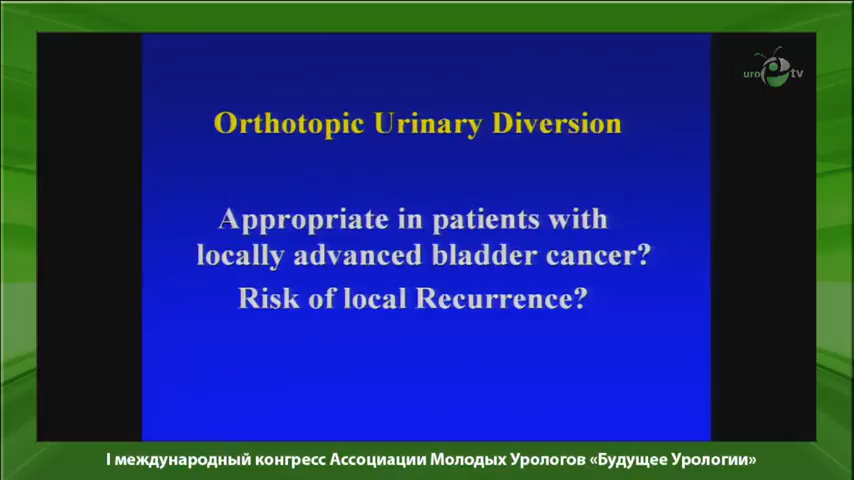 uro tv
Orthotopic Urinary Diversion
Appropriate in patients with
locally advanced bladder cancer?
Risk of local Recurrence?
I международный конгресс Ассоциации Молодых Урологов «Будущее Урологии»